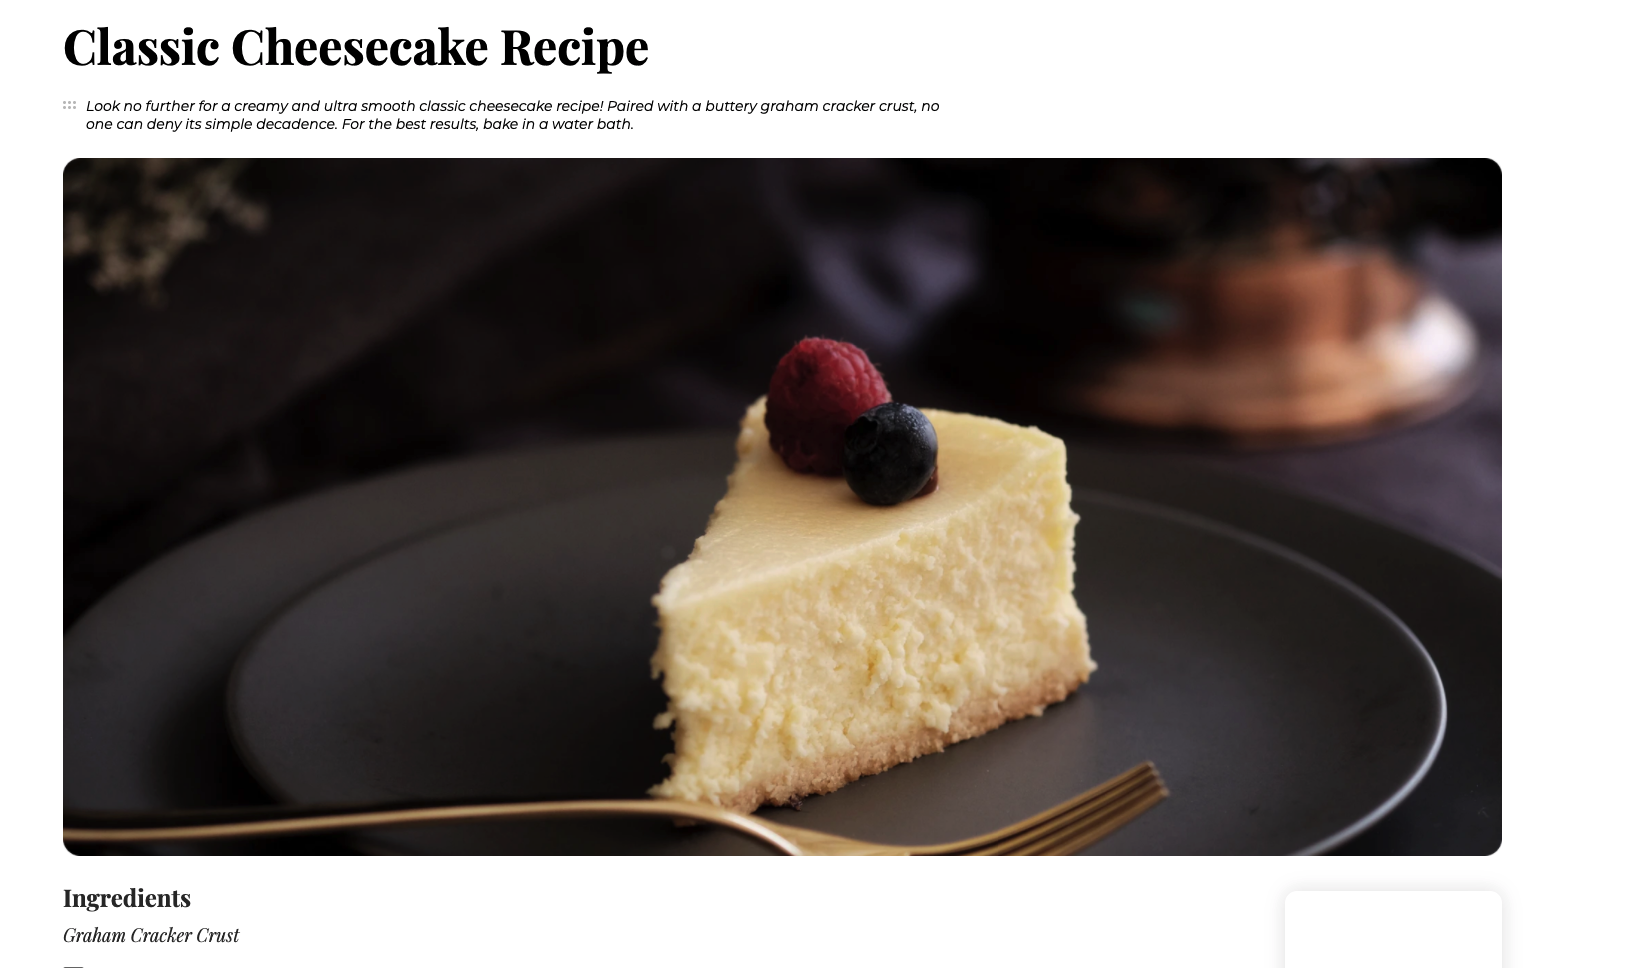 Classic Cheesecake Recipe
Look no further for a creamy and ultra smooth classic cheesecake recipe! Paired with a buttery graham cracker crust, no
one can deny its simple decadence. For the best results, bake in a water bath.
Ingredients
Graham Cracker Crust